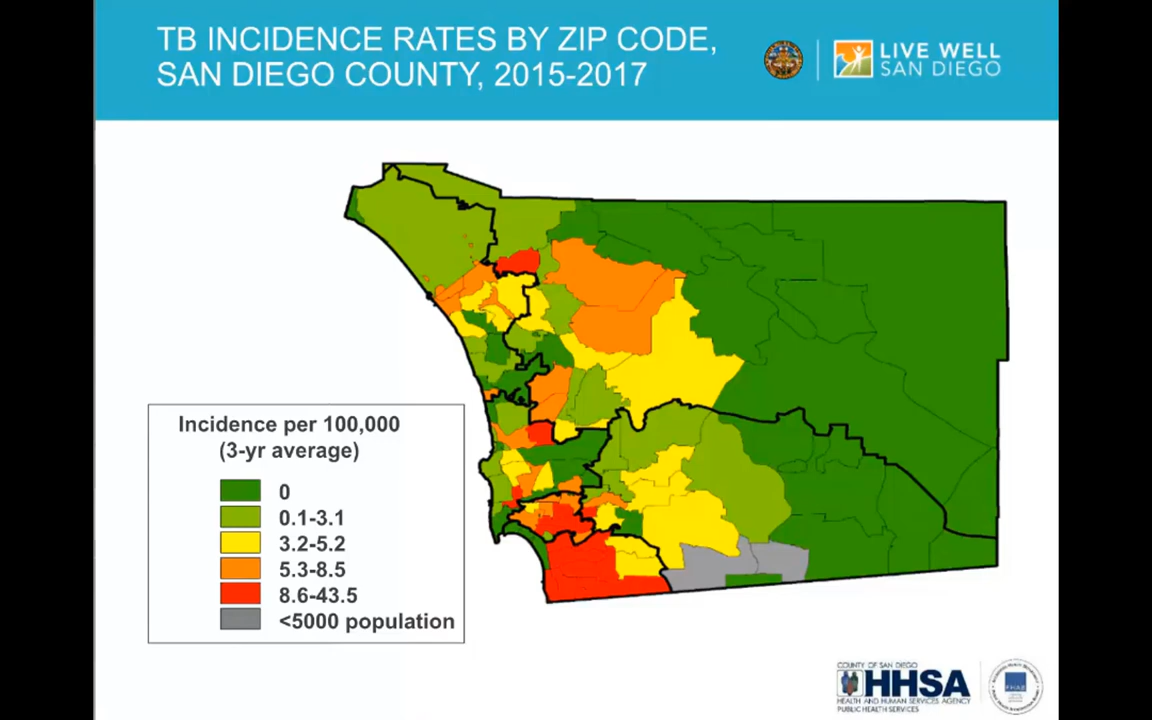 TB INCIDENCE RATES BY ZIP CODE,
SAN DIEGO COUNTY, 2015-2017
LIVE WELL
SAN DIEGO
Incidence per 100,000
(3-yr average)
0
0.1-3.1
3.2-5.2
5.3-8.5
8.6-43.5
<5000 population
COUNTY OF SAN DIEGO
HHSA
HEALTH AND HUMAN SERVICES AGENCY
PUBLIC HEALTH SERVICES